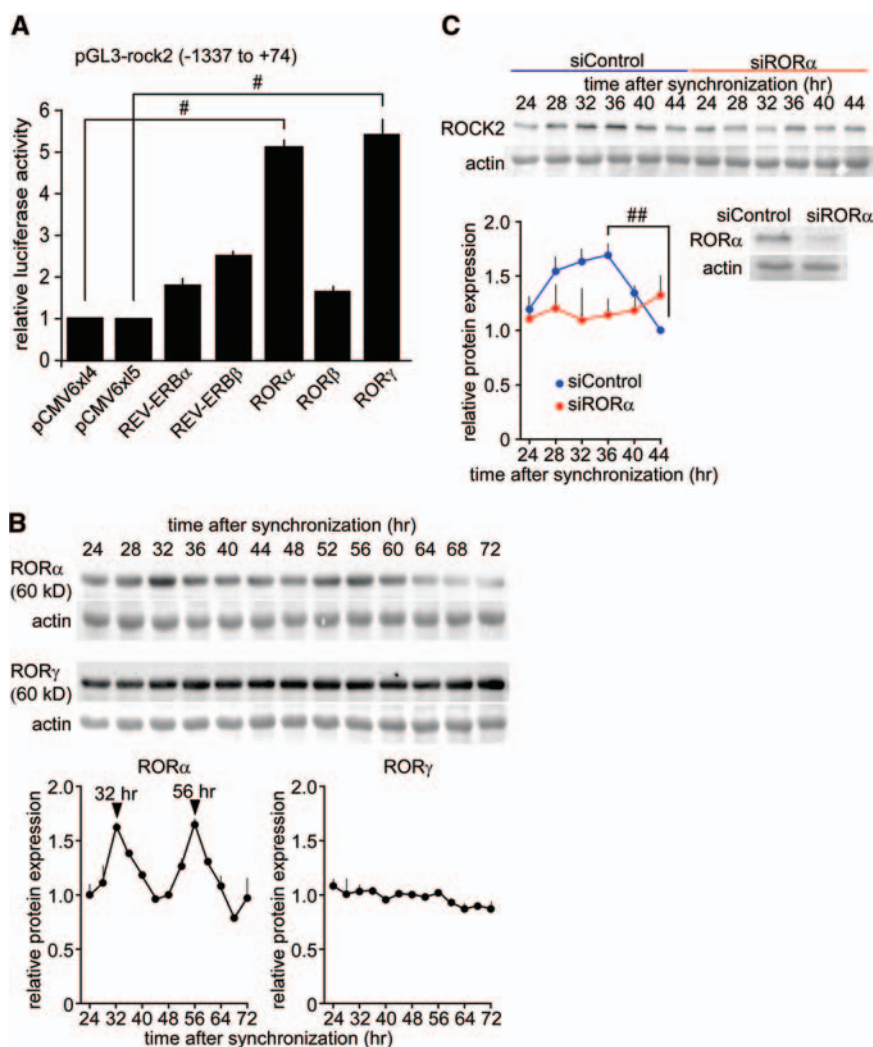 A
pGL3-rock2 (-1337 to +74)
#
#
relative luciferase activity
6
5
4
3
2
1
0
pCMV6xl4
pCMV6xl5
REV-ERBα
REV-ERBβ
RORα
RORβ
RORγ
C
siControl siRORα
time after synchronization (hr)
24 28 32 36 40 44 24 28 32 36 40 44
ROCK2
actin
relative protein expression
2.0
1.5
1.0
0.5
0
##
siControl
siRORα
24 28 32 36 40 44
time after synchronization (hr)
siControl siRORα
RORα
actin
B
time after synchronization (hr)
24 28 32 36 40 44 48 52 56 60 64 68 72
RORα
(60 kD)
actin
RORγ
(60 kD)
actin
RORα
relative protein expression
2.0
1.5
1.0
0.5
0
32 hr
56 hr
24 32 40 48 56 64 72
RORγ
relative protein expression
2.0
1.5
1.0
0.5
0
24 32 40 48 56 64 72
time after synchronization (hr)